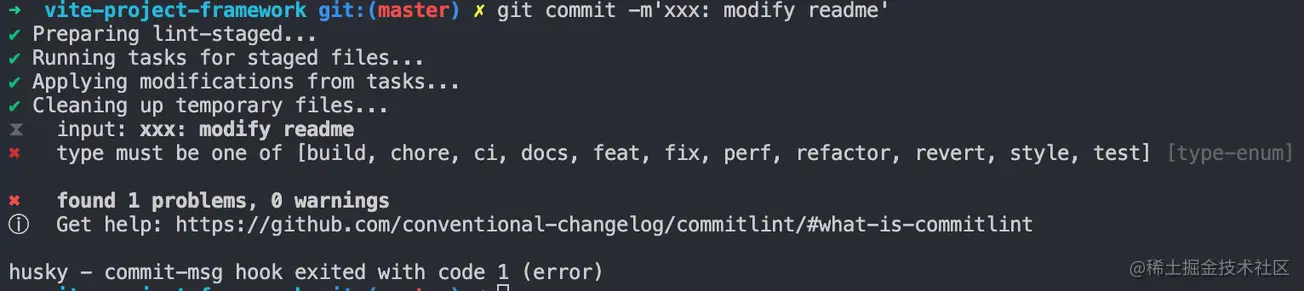 ➜ vite-project-framework git:(master) ✗ git commit -m'xxx: modify readme'
✔ Preparing lint-staged...
✔ Running tasks for staged files...
✔ Applying modifications from tasks...
✔ Cleaning up temporary files...
⧗ input: xxx: modify readme
✖ type must be one of [build, chore, ci, docs, feat, fix, perf, refactor, revert, style, test] [type-enum]
✖ found 1 problems, 0 warnings
ⓘ Get help: https://github.com/conventional-changelog/commitlint/#what-is-commitlint
husky - commit-msg hook exited with code 1 (error)
@稀土掘金技术社区